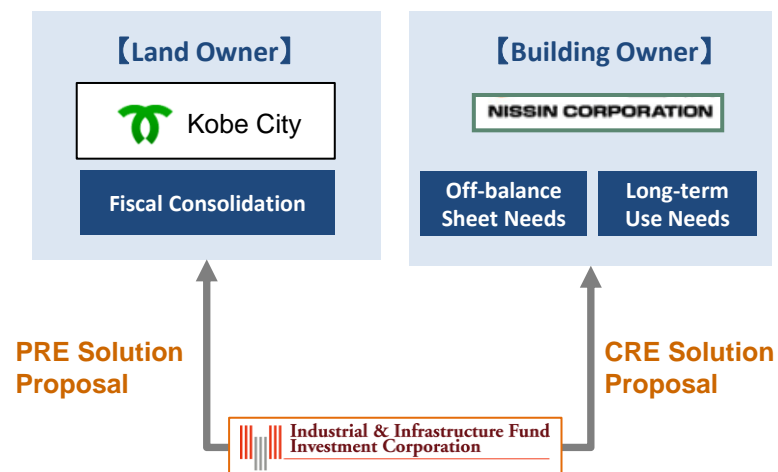 【Land Owner】
Kobe City
Fiscal Consolidation
【Building Owner】
NISSIN CORPORATION
Off-balance
Sheet Needs
Long-term
Use Needs
PRE Solution
Proposal
CRE Solution
Proposal
Industrial & Infrastructure Fund
Investment Corporation